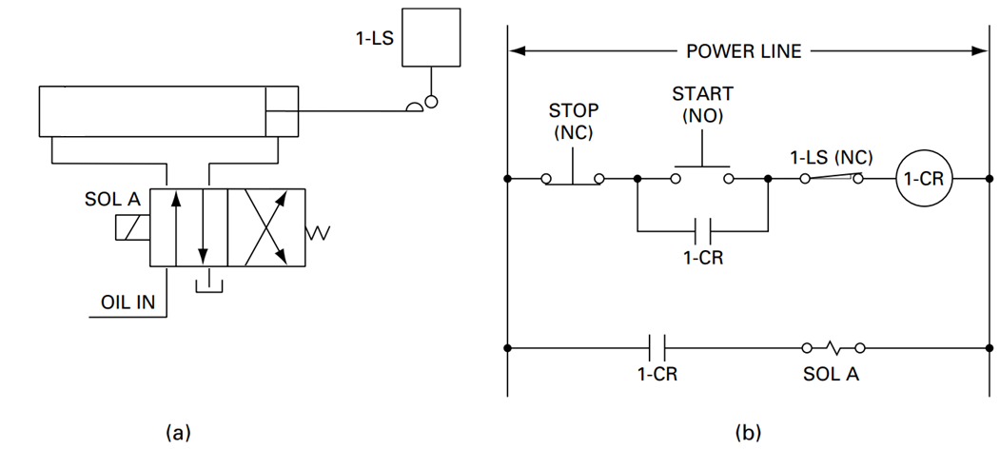 1-LS
SOL A
OIL IN
(a)
POWER LINE
STOP
(NC)
START
(NO)
1-LS (NC)
1-CR
1-CR
1-CR
SOL A
(b)